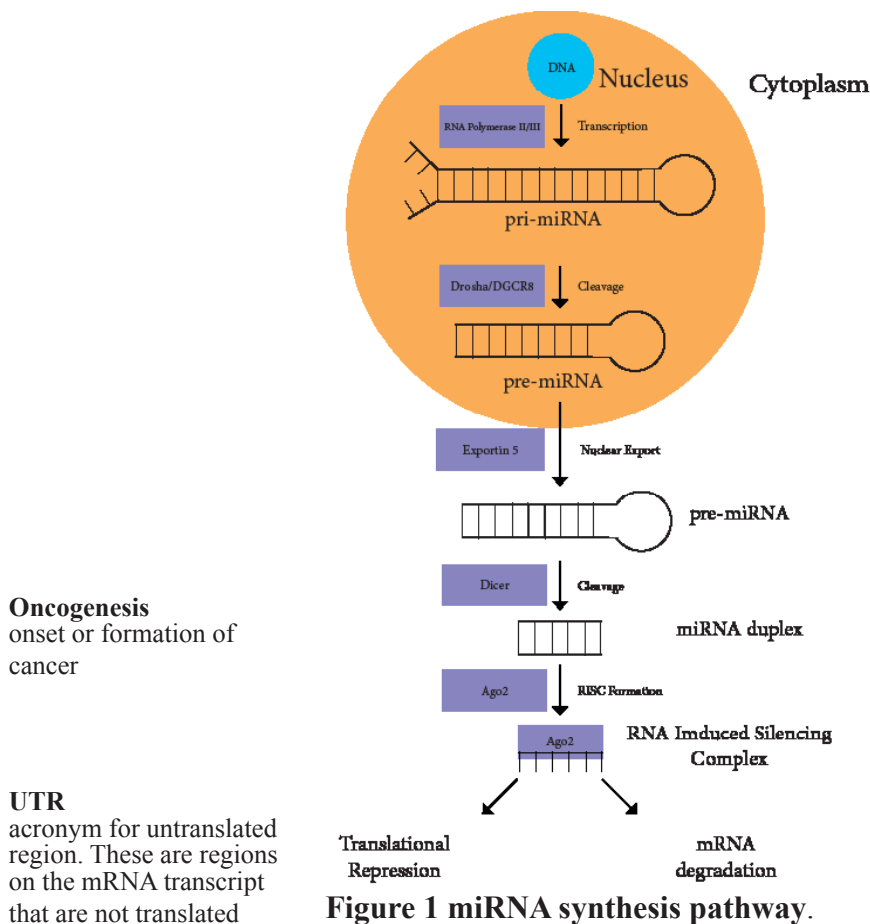 DNA
Nucleus
Cytoplasm
RNA Polymerase II/III
Transcription
pri-miRNA
Drosha/DGCR8
Cleavage
pre-miRNA
Exportin 5
Nuclear Export
pre-miRNA
Dicer
Cleavage
miRNA duplex
Ago2
RISC Formation
Ago2
RNA Imduced Silencing
Complex
Translational
Repression
mRNA
degradation
Figure 1 miRNA synthesis pathway.
Oncogenesis
onset or formation of
cancer
UTR
acronym for untranslated
region. These are regions
on the mRNA transcript
that are not translated